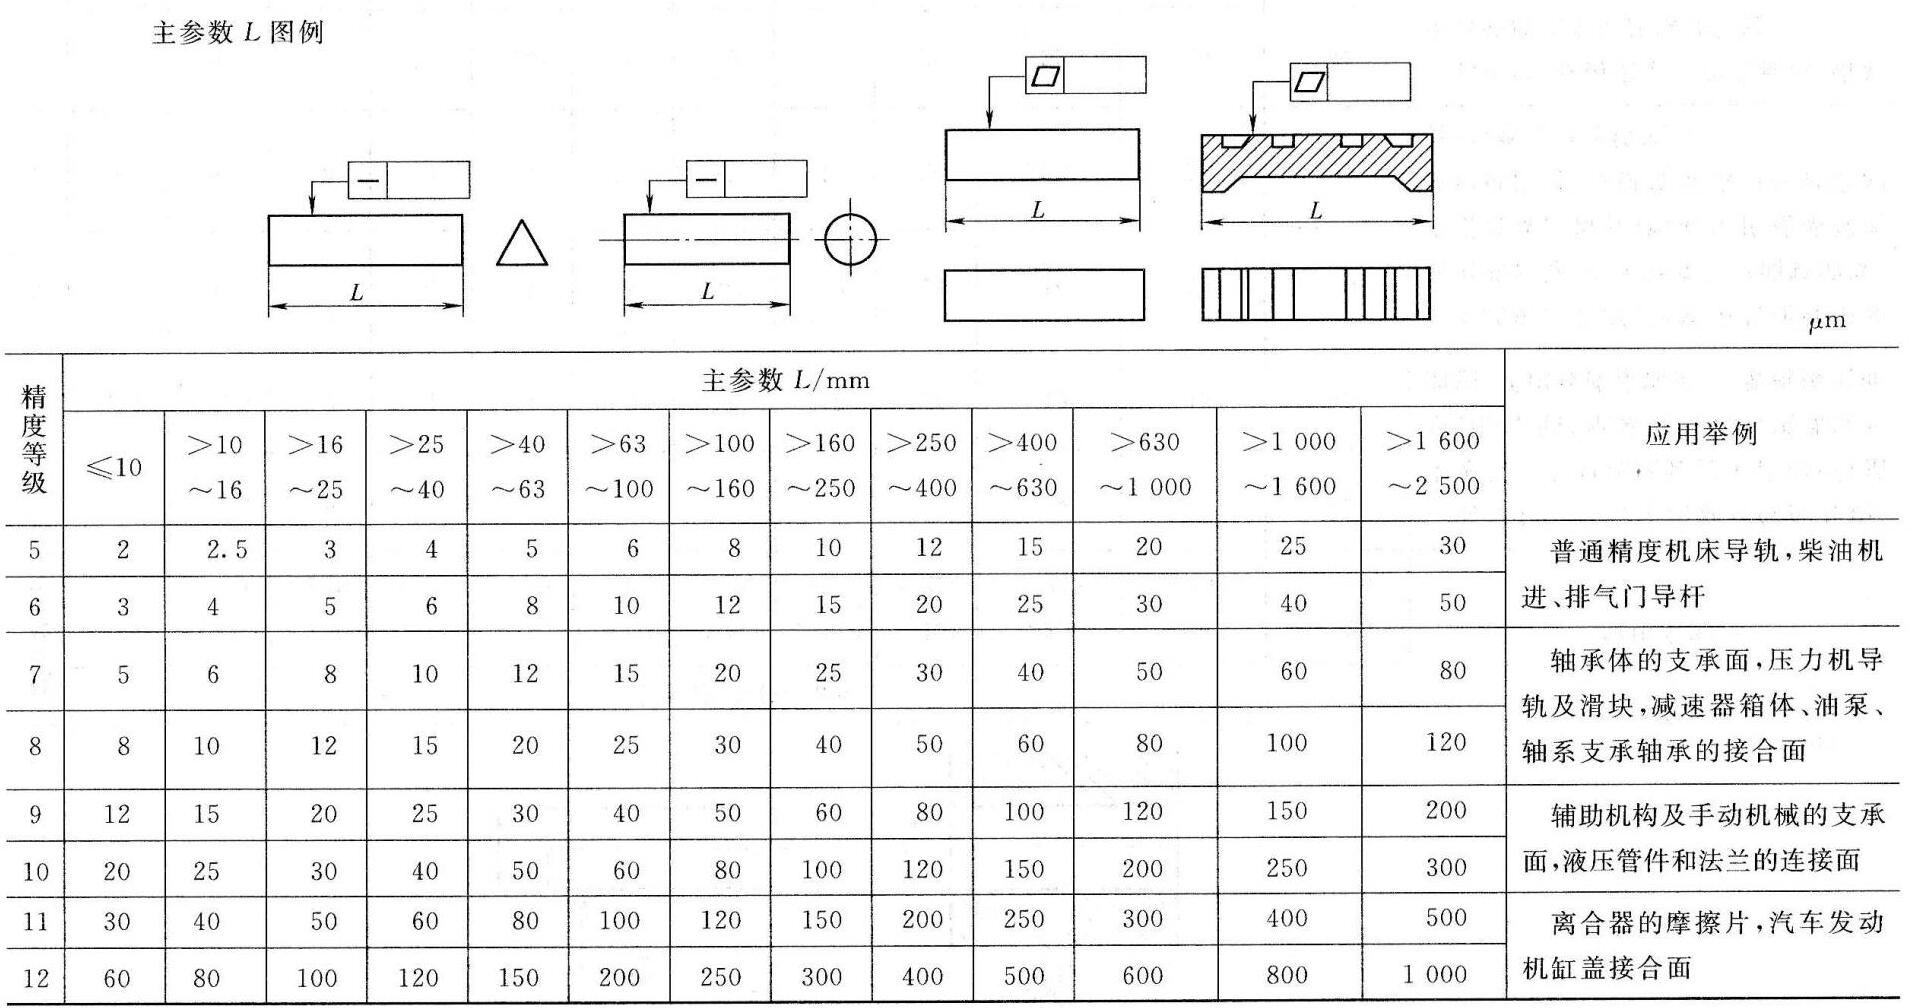 主参数 L 图例
L
L
L
L
μm
精度等级 主参数 L/mm 应用举例
≤10 >10～16 >16～25 >25～40 >40～63 >63～100 >100～160 >160～250 >250～400 >400～630 >630～1 000 >1 000～1 600 >1 600～2 500
5 2 2.5 3 4 5 6 8 10 12 15 20 25 30
普通精度机床导轨,柴油机
进、排气门导杆
6 3 4 5 6 8 10 12 15 20 25 30 40 50
7 5 6 8 10 12 15 20 25 30 40 50 60 80
轴承体的支承面,压力机导
轨及滑块,减速器箱体、油泵、
轴系支承轴承的接合面
8 8 10 12 15 20 25 30 40 50 60 80 100 120
9 12 15 20 25 30 40 50 60 80 100 120 150 200
辅助机构及手动机械的支承
面,液压管件和法兰的连接面
10 20 25 30 40 50 60 80 100 120 150 200 250 300
11 30 40 50 60 80 100 120 150 200 250 300 400 500
离合器的摩擦片,汽车发动
机缸盖接合面
12 60 80 100 120 150 200 250 300 400 500 600 800 1 000